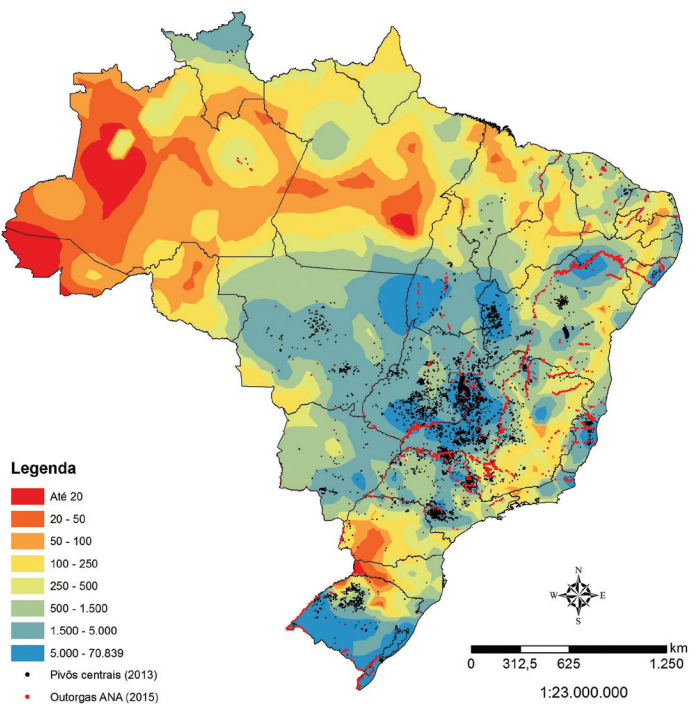 Legenda
Até 20
20 - 50
50 - 100
100 - 250
250 - 500
500 - 1.500
1.500 - 5.000
5.000 - 70.839
Pivôs centrais (2013)
Outorgas ANA (2015)
N
W E
S
km
0 312,5 625 1.250
1:23.000.000